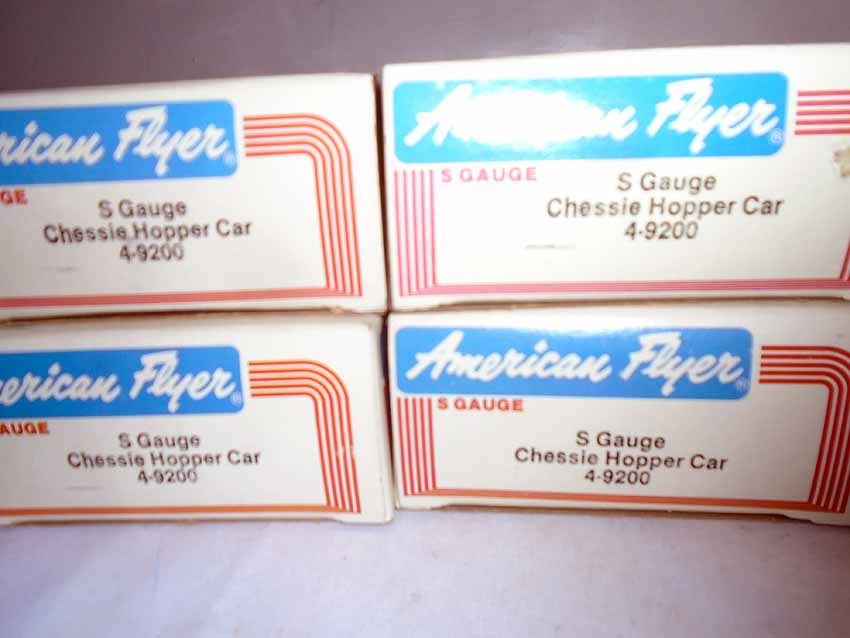 rican Flyer®
GE
S Gauge
Chessie Hopper Car
4-9200
American Flyer®
S GAUGE
S Gauge
Chessie Hopper Car
4-9200
erican Flyer®
AUGE
S Gauge
Chessie Hopper Car
4-9200
American Flyer®
S GAUGE
S Gauge
Chessie Hopper Car
4-9200